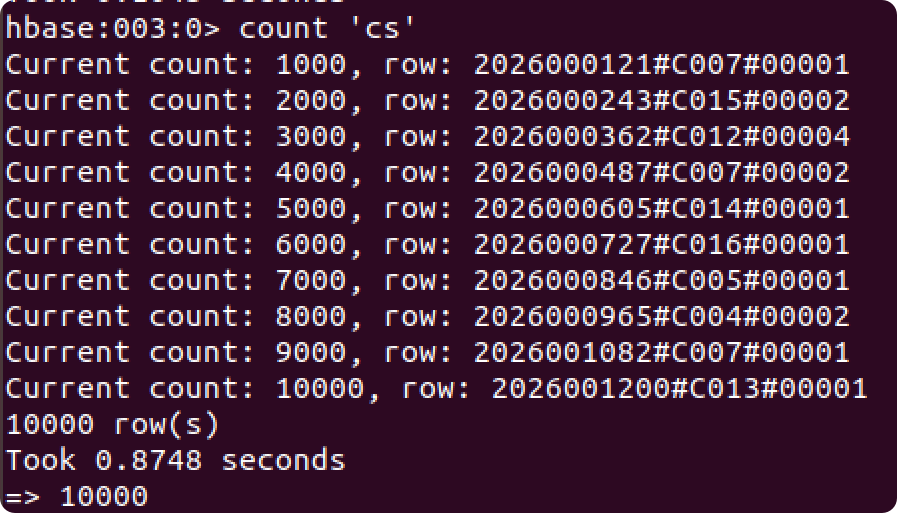 hbase:003:0> count 'cs'
Current count: 1000, row: 2026000121#C007#00001
Current count: 2000, row: 2026000243#C015#00002
Current count: 3000, row: 2026000362#C012#00004
Current count: 4000, row: 2026000487#C007#00002
Current count: 5000, row: 2026000605#C014#00001
Current count: 6000, row: 2026000727#C016#00001
Current count: 7000, row: 2026000846#C005#00001
Current count: 8000, row: 2026000965#C004#00002
Current count: 9000, row: 2026001082#C007#00001
Current count: 10000, row: 2026001200#C013#00001
10000 row(s)
Took 0.8748 seconds
=> 10000